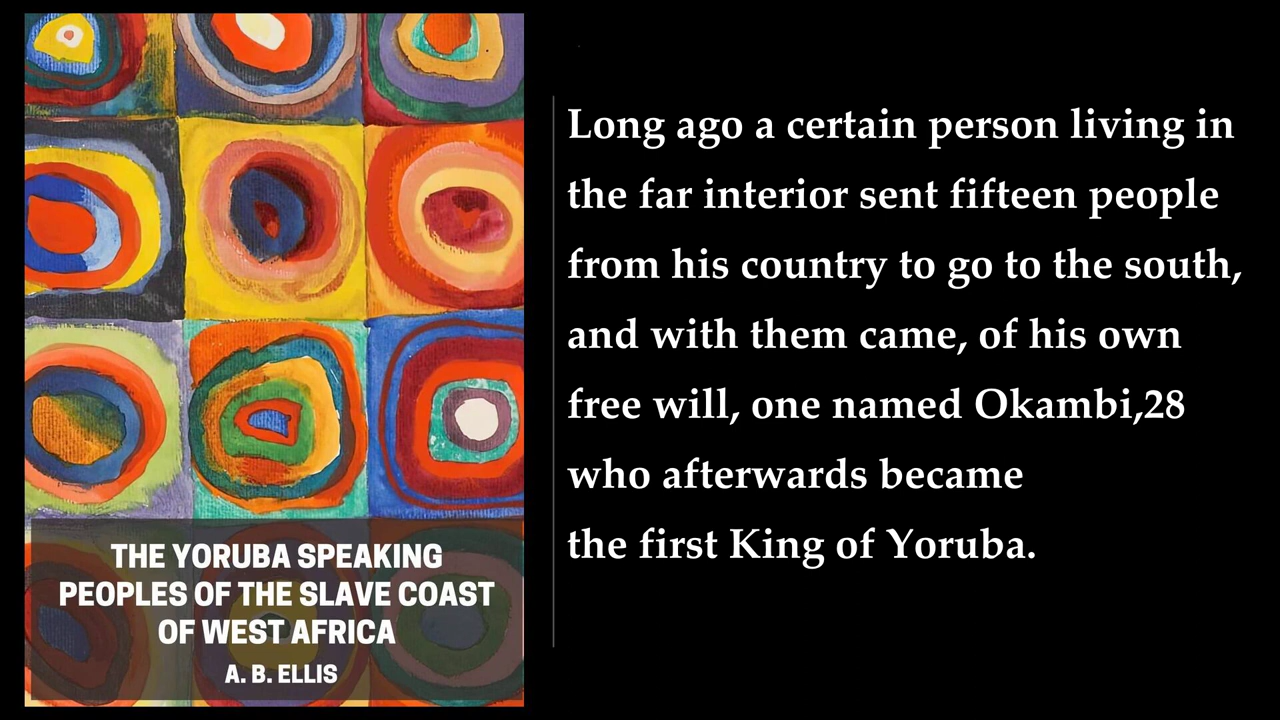 THE YORUBA SPEAKING
PEOPLES OF THE SLAVE COAST
OF WEST AFRICA
A. B. ELLIS
Long ago a certain person living in
the far interior sent fifteen people
from his country to go to the south,
and with them came, of his own
free will, one named Okambi,28
who afterwards became
the first King of Yoruba.